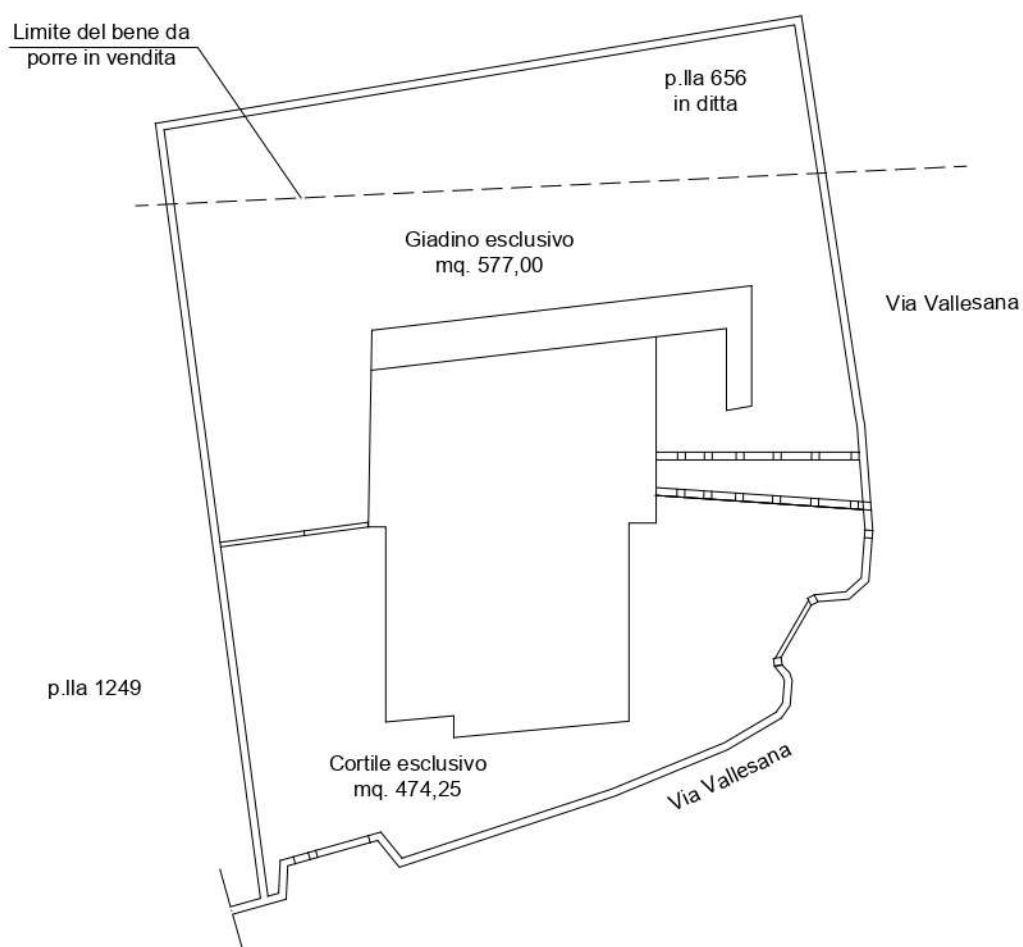 Limite del bene da
porre in vendita
p.lla 656
in ditta
Giadino esclusivo
mq. 577,00
Via Vallesana
p.lla 1249
Cortile esclusivo
mq. 474,25
Via Vallesana